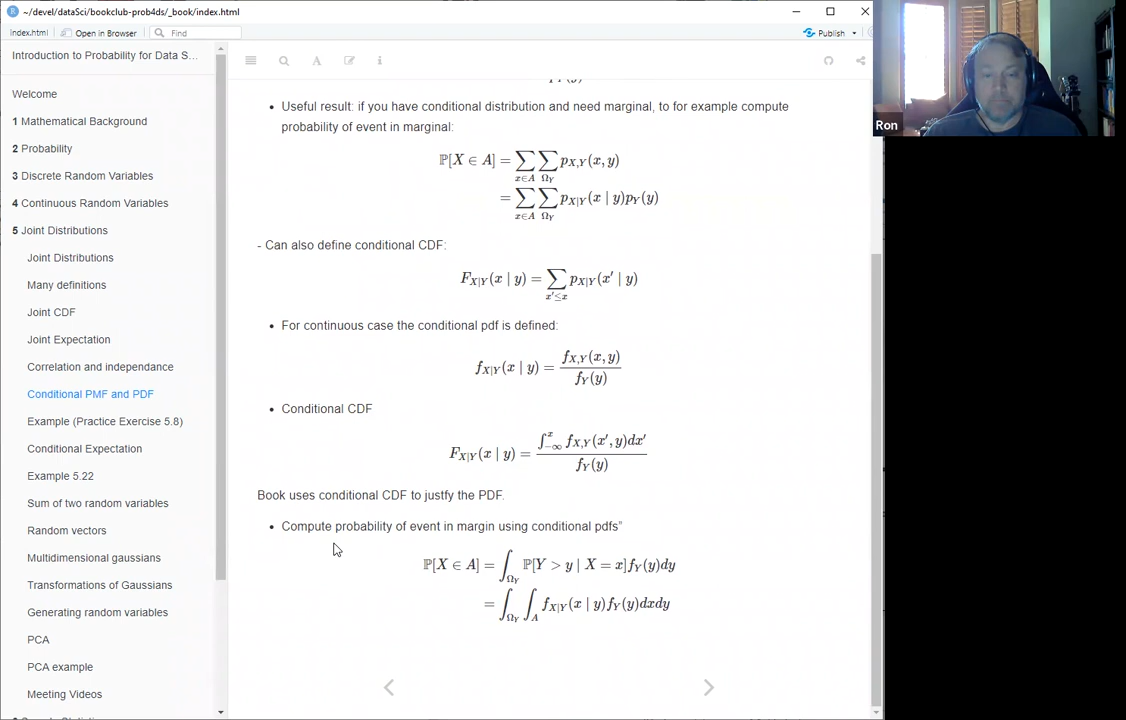 ~/devel/dataSci/bookclub-prob4ds/_book/index.html
index.html Open in Browser Find Publish
Introduction to Probability for Data S...
Welcome
1 Mathematical Background
2 Probability
3 Discrete Random Variables
4 Continuous Random Variables
5 Joint Distributions
Joint Distributions
Many definitions
Joint CDF
Joint Expectation
Correlation and independance
Conditional PMF and PDF
Example (Practice Exercise 5.8)
Conditional Expectation
Example 5.22
Sum of two random variables
Random vectors
Multidimensional gaussians
Transformations of Gaussians
Generating random variables
PCA
PCA example
Meeting Videos
• Useful result: if you have conditional distribution and need marginal, to for example compute
probability of event in marginal:
ℙ[X ∈ A] = ∑_{x∈A} ∑_{Ω_Y} p_{X,Y}(x, y)
= ∑_{x∈A} ∑_{Ω_Y} p_{X|Y}(x | y)p_Y(y)
- Can also define conditional CDF:
F_{X|Y}(x | y) = ∑_{x′≤x} p_{X|Y}(x′ | y)
• For continuous case the conditional pdf is defined:
f_{X|Y}(x | y) = f_{X,Y}(x, y) / f_Y(y)
• Conditional CDF
F_{X|Y}(x | y) = ∫_{-∞}^{x} f_{X,Y}(x′, y)dx′ / f_Y(y)
Book uses conditional CDF to justfy the PDF.
• Compute probability of event in margin using conditional pdfs"
ℙ[X ∈ A] = ∫_{Ω_Y} ℙ[Y > y | X = x]f_Y(y)dy
= ∫_{Ω_Y} ∫_A f_{X|Y}(x | y)f_Y(y)dxdy
Ron